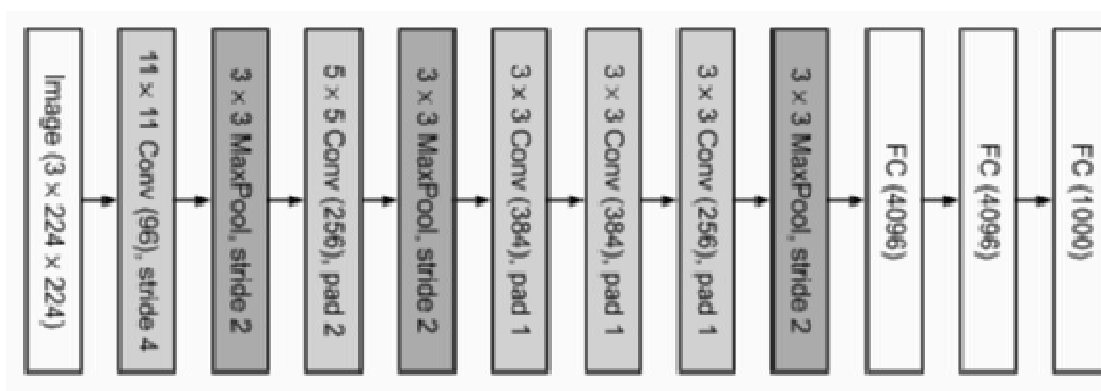 Image (3 × 224 × 224)
11 × 11 Conv (96), stride 4
3 × 3 MaxPool, stride 2
5 × 5 Conv (256), pad 2
3 × 3 MaxPool, stride 2
3 × 3 Conv (384), pad 1
3 × 3 Conv (384), pad 1
3 × 3 Conv (256), pad 1
3 × 3 MaxPool, stride 2
FC (4096)
FC (4096)
FC (1000)